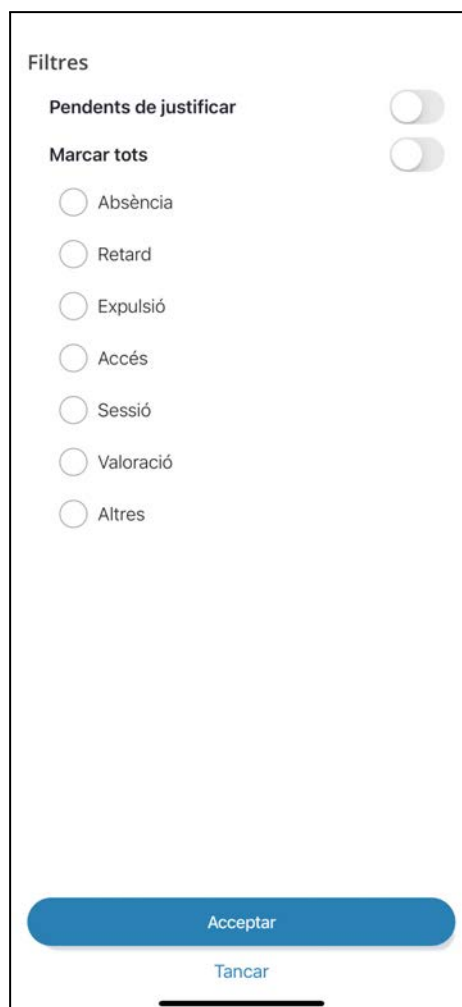 Filtres
Pendents de justificar
Marcar tots
Absència
Retard
Expulsió
Accés
Sessió
Valoració
Altres
Acceptar
Tancar